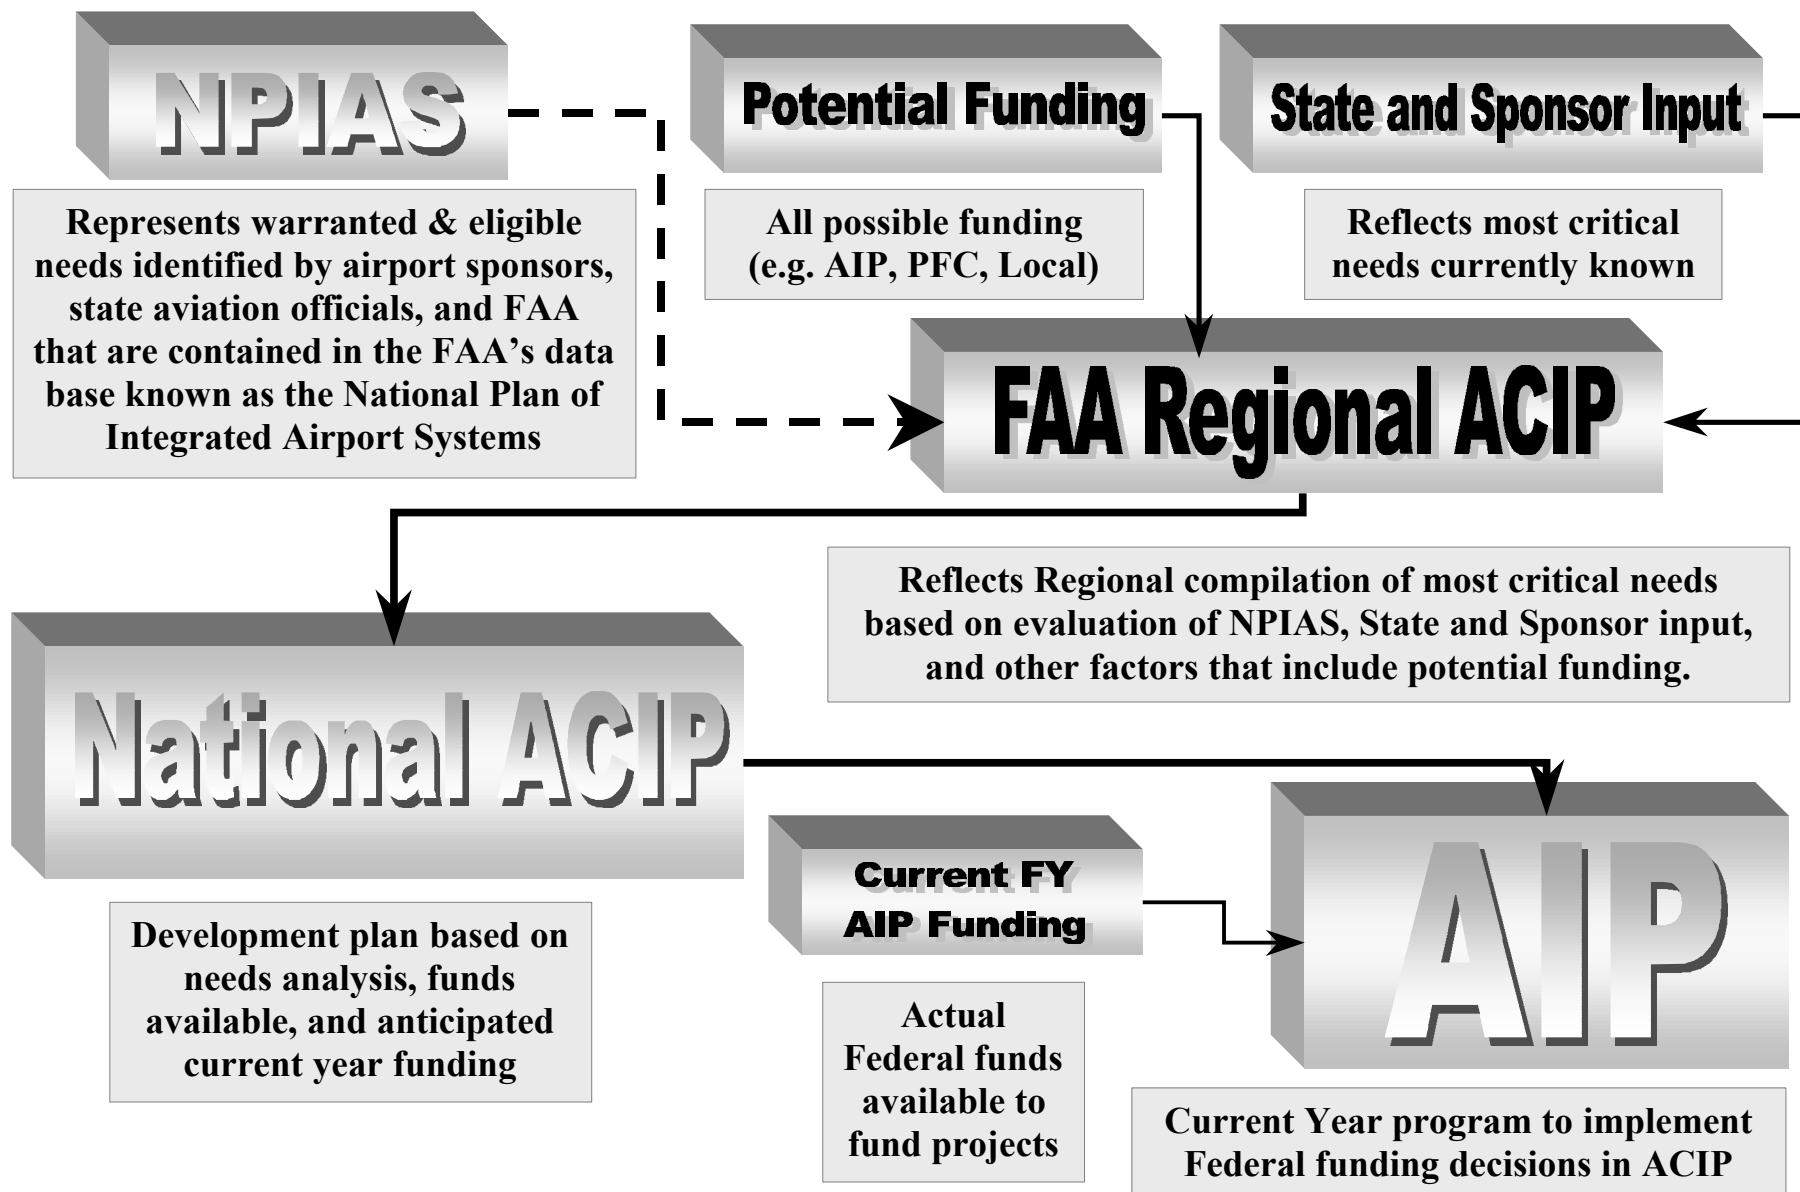 NPIAS
Represents warranted & eligible
needs identified by airport sponsors,
state aviation officials, and FAA
that are contained in the FAA’s data
base known as the National Plan of
Integrated Airport Systems
Potential Funding
All possible funding
(e.g. AIP, PFC, Local)
State and Sponsor Input
Reflects most critical
needs currently known
FAA Regional ACIP
Reflects Regional compilation of most critical needs
based on evaluation of NPIAS, State and Sponsor input,
and other factors that include potential funding.
National ACIP
Development plan based on
needs analysis, funds
available, and anticipated
current year funding
Current FY
AIP Funding
Actual
Federal funds
available to
fund projects
AIP
Current Year program to implement
Federal funding decisions in ACIP